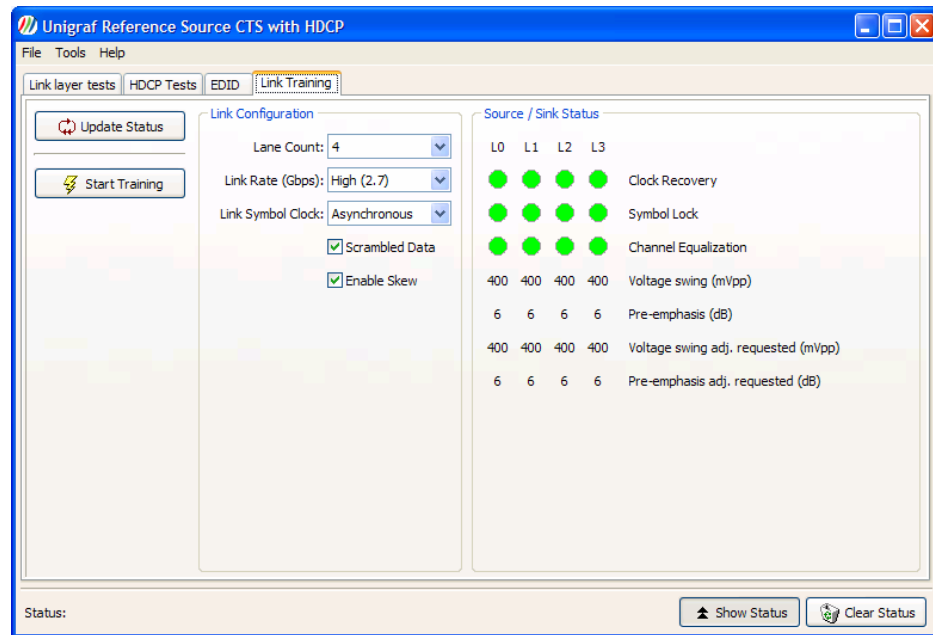 Unigraf Reference Source CTS with HDCP
File Tools Help
Link layer tests HDCP Tests EDID Link Training
Update Status
Start Training
Link Configuration
Lane Count: 4
Link Rate (Gbps): High (2.7)
Link Symbol Clock: Asynchronous
Scrambled Data
Enable Skew
Source / Sink Status
L0 L1 L2 L3
Clock Recovery
Symbol Lock
Channel Equalization
400 400 400 400 Voltage swing (mVpp)
6 6 6 6 Pre-emphasis (dB)
400 400 400 400 Voltage swing adj. requested (mVpp)
6 6 6 6 Pre-emphasis adj. requested (dB)
Status:
Show Status
Clear Status